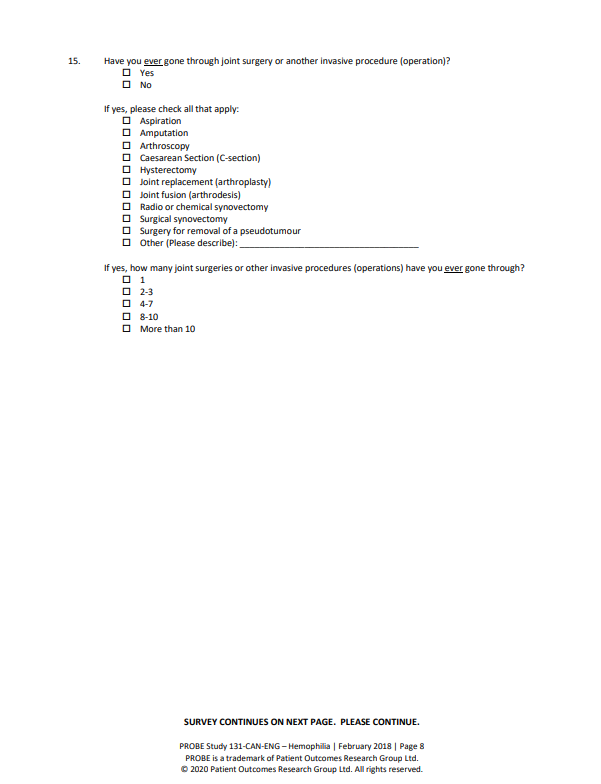 15. Have you ever gone through joint surgery or another invasive procedure (operation)?
☐ Yes
☐ No
If yes, please check all that apply:
☐ Aspiration
☐ Amputation
☐ Arthroscopy
☐ Caesarean Section (C-section)
☐ Hysterectomy
☐ Joint replacement (arthroplasty)
☐ Joint fusion (arthrodesis)
☐ Radio or chemical synovectomy
☐ Surgical synovectomy
☐ Surgery for removal of a pseudotumour
☐ Other (Please describe): ____________________________________
If yes, how many joint surgeries or other invasive procedures (operations) have you ever gone through?
☐ 1
☐ 2-3
☐ 4-7
☐ 8-10
☐ More than 10
SURVEY CONTINUES ON NEXT PAGE. PLEASE CONTINUE.
PROBE Study 131-CAN-ENG – Hemophilia | February 2018 | Page 8
PROBE is a trademark of Patient Outcomes Research Group Ltd.
© 2020 Patient Outcomes Research Group Ltd. All rights reserved.